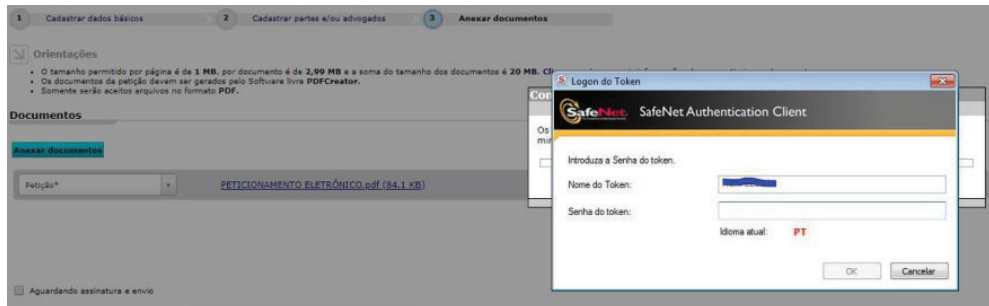 1 Cadastrar dados básicos 2 Cadastrar partes e/ou advogados 3 Anexar documentos
Orientações
O tamanho permitido por página é de 1 MB, por documento é de 2,99 MB e a soma do tamanho dos documentos é 20 MB.
Os documentos da petição devem ser gerados pelo Software livre PDFCreator.
Somente serão aceitos arquivos no formato PDF.
Documentos
Anexar documentos
Petição* PETICIONAMENTO ELETRÔNICO.pdf (84.1 KB)
Aguardando assinatura e envio
Os
Logon do Token
SafeNet. SafeNet Authentication Client
Introduza a Senha do token.
Nome do Token:
Senha do token:
Idioma atual: PT
OK Cancelar